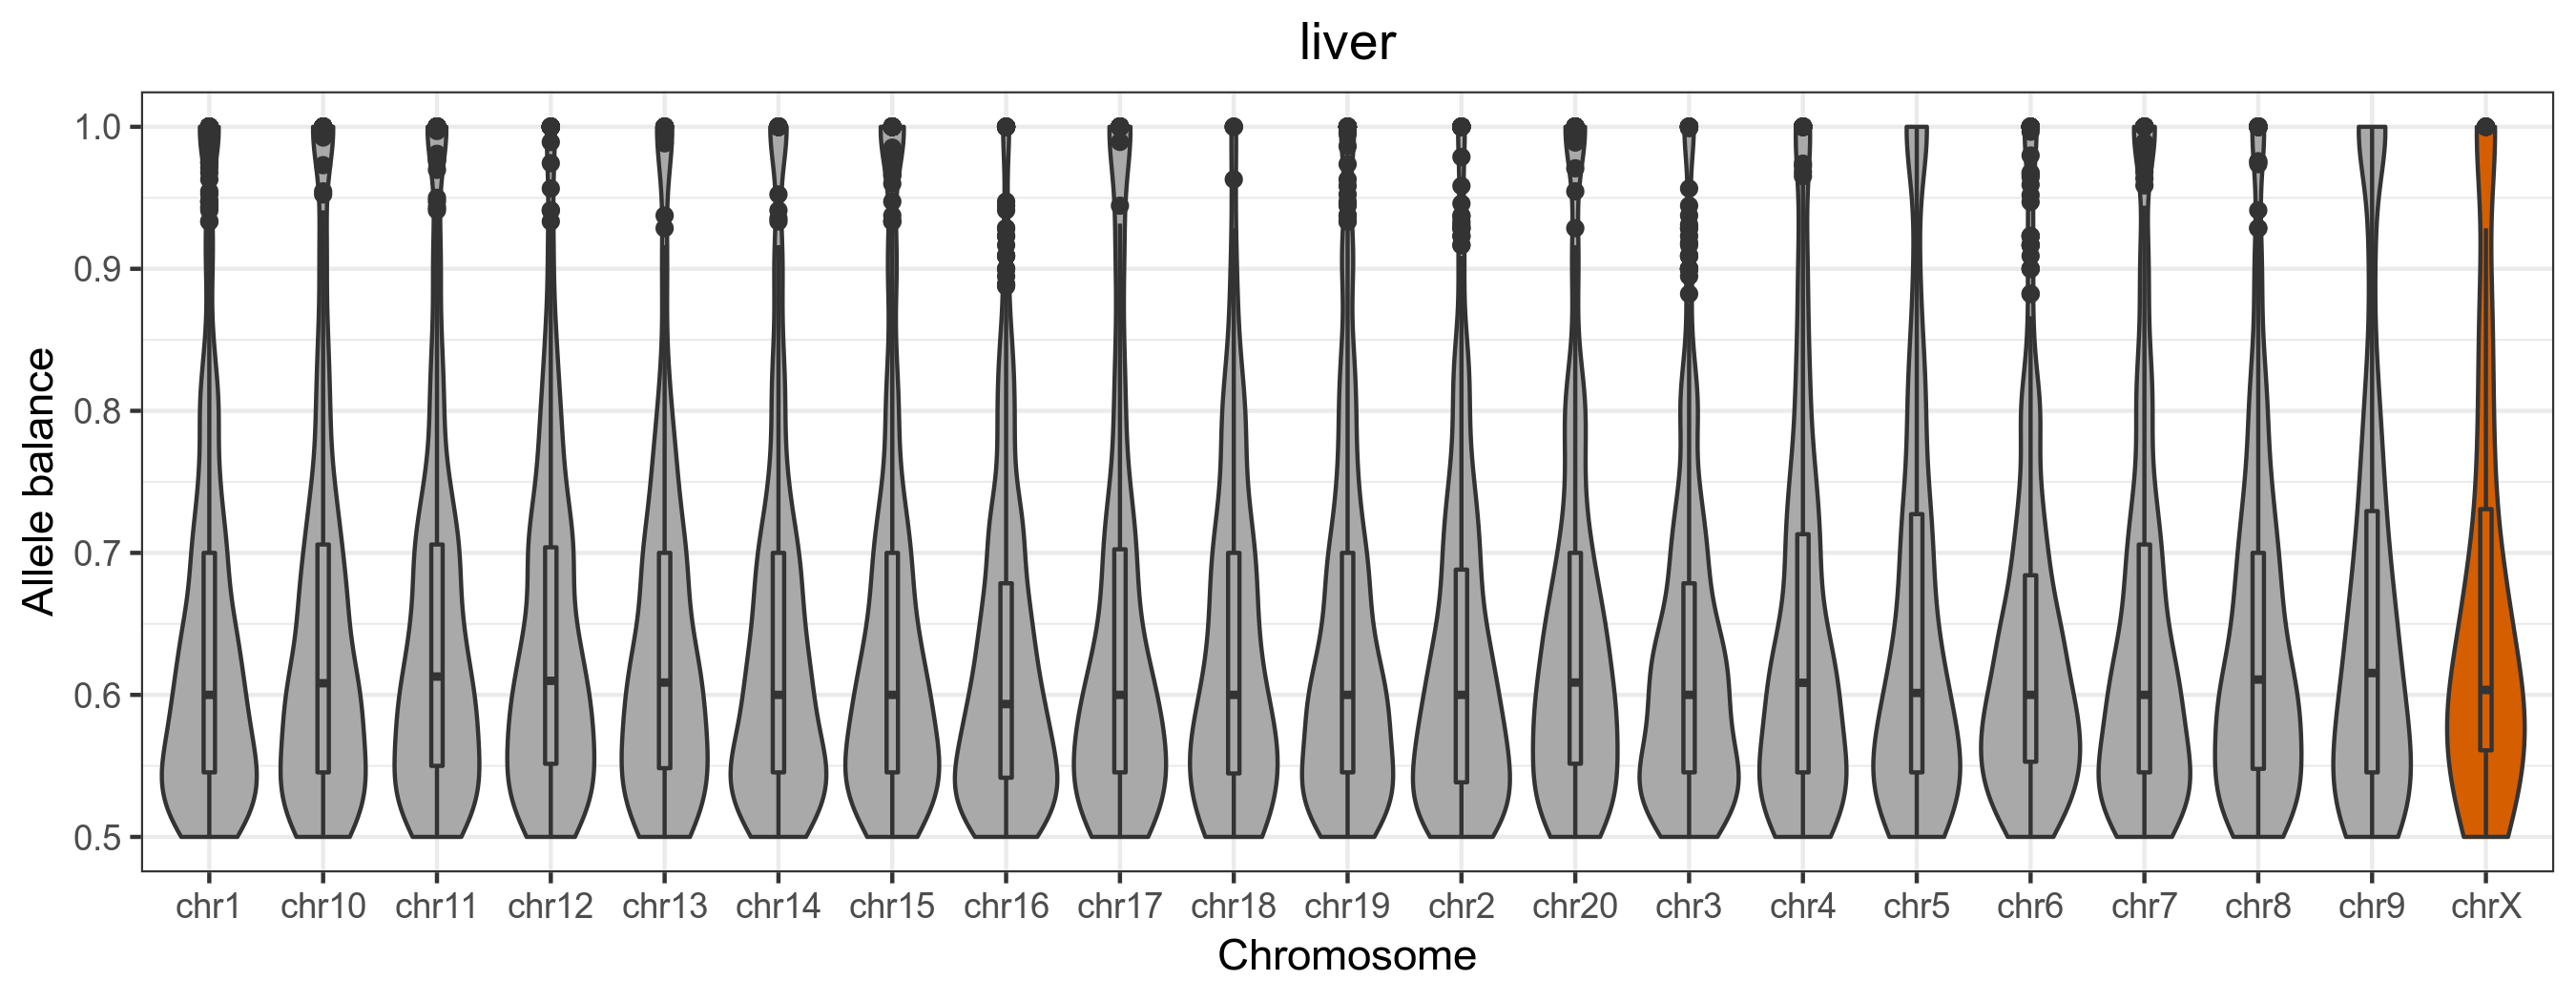 liver
Allele balance
1.0
0.9
0.8
0.7
0.6
0.5
chr1 chr10 chr11 chr12 chr13 chr14 chr15 chr16 chr17 chr18 chr19 chr2 chr20 chr3 chr4 chr5 chr6 chr7 chr8 chr9 chrX
Chromosome